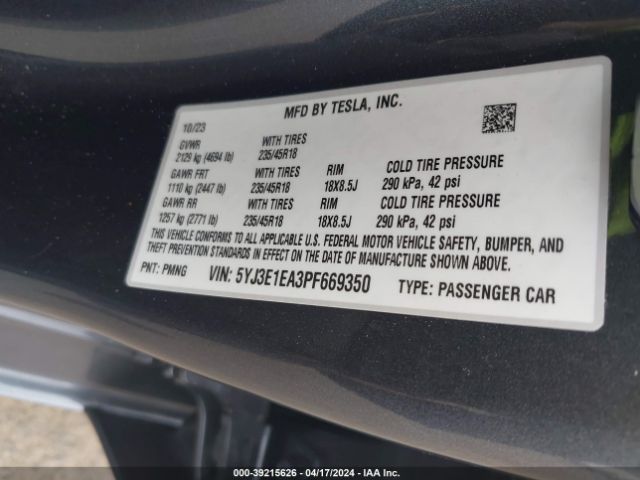 MFD BY TESLA, INC.
10/23
GVWR WITH TIRES
2129 kg (4694 lb) 235/45R18
GAWR FRT WITH TIRES RIM COLD TIRE PRESSURE
1110 kg (2447 lb) 235/45R18 18X8.5J 290 kPa, 42 psi
GAWR RR WITH TIRES RIM COLD TIRE PRESSURE
1257 kg (2771 lb) 235/45R18 18X8.5J 290 kPa, 42 psi
THIS VEHICLE CONFORMS TO ALL APPLICABLE U.S. FEDERAL MOTOR VEHICLE SAFETY, BUMPER, AND
THEFT PREVENTION STANDARDS IN EFFECT ON THE DATE OF MANUFACTURE SHOWN ABOVE.
PNT: PMNG VIN: 5YJ3E1EA3PF669350 TYPE: PASSENGER CAR
000-39215626 - 04/17/2024 - IAA Inc.